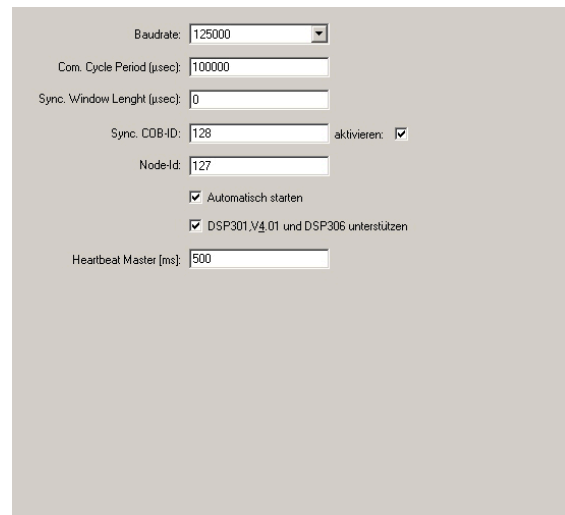 Baudrate: 125000
Com. Cycle Period (µsec): 100000
Sync. Window Lenght (µsec): 0
Sync. COB-ID: 128 aktivieren:
Node-Id: 127
Automatisch starten
DSP301,V4.01 und DSP306 unterstützen
Heartbeat Master [ms]: 500